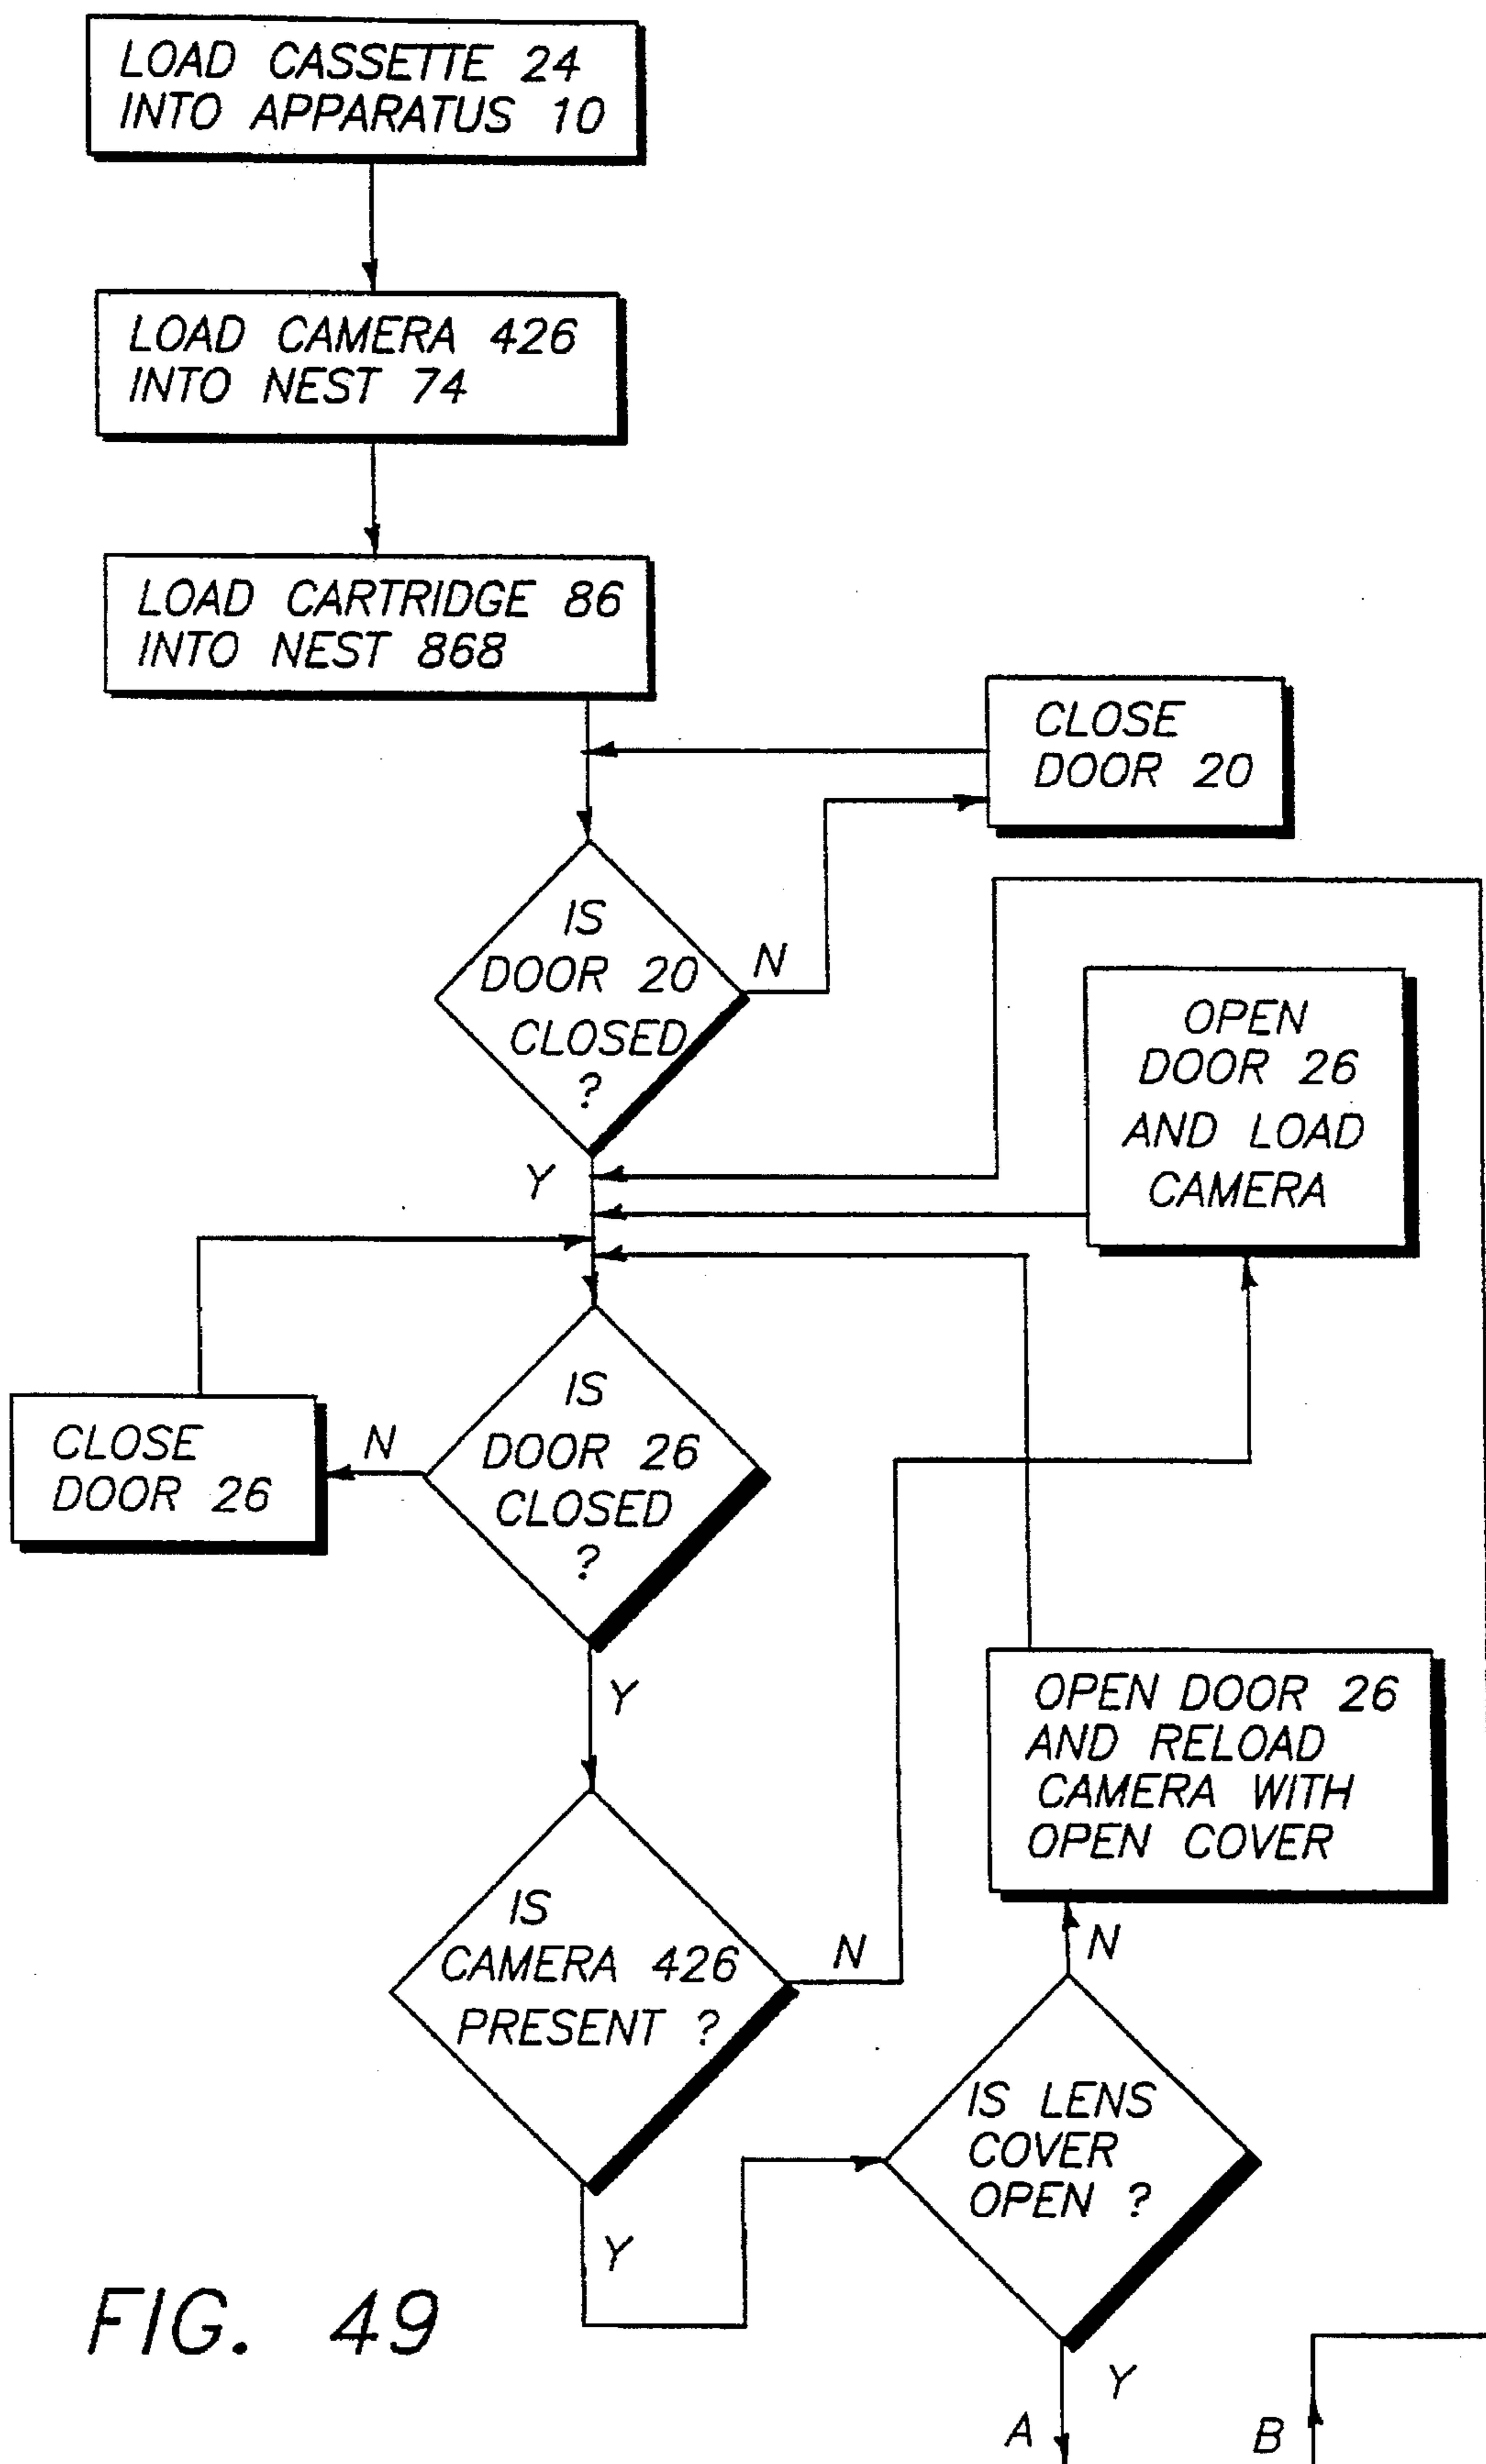 LOAD CASSETTE 24
INTO APPARATUS 10
LOAD CAMERA 426
INTO NEST 74
LOAD CARTRIDGE 86
INTO NEST 868
CLOSE
DOOR 20
IS
DOOR 20
CLOSED
?
N
Y
OPEN
DOOR 26
AND LOAD
CAMERA
IS
DOOR 26
CLOSED
?
N
CLOSE
DOOR 26
Y
OPEN DOOR 26
AND RELOAD
CAMERA WITH
OPEN COVER
IS
CAMERA 426
PRESENT ?
N
N
IS LENS
COVER
OPEN ?
Y
Y
A
B
FIG. 49